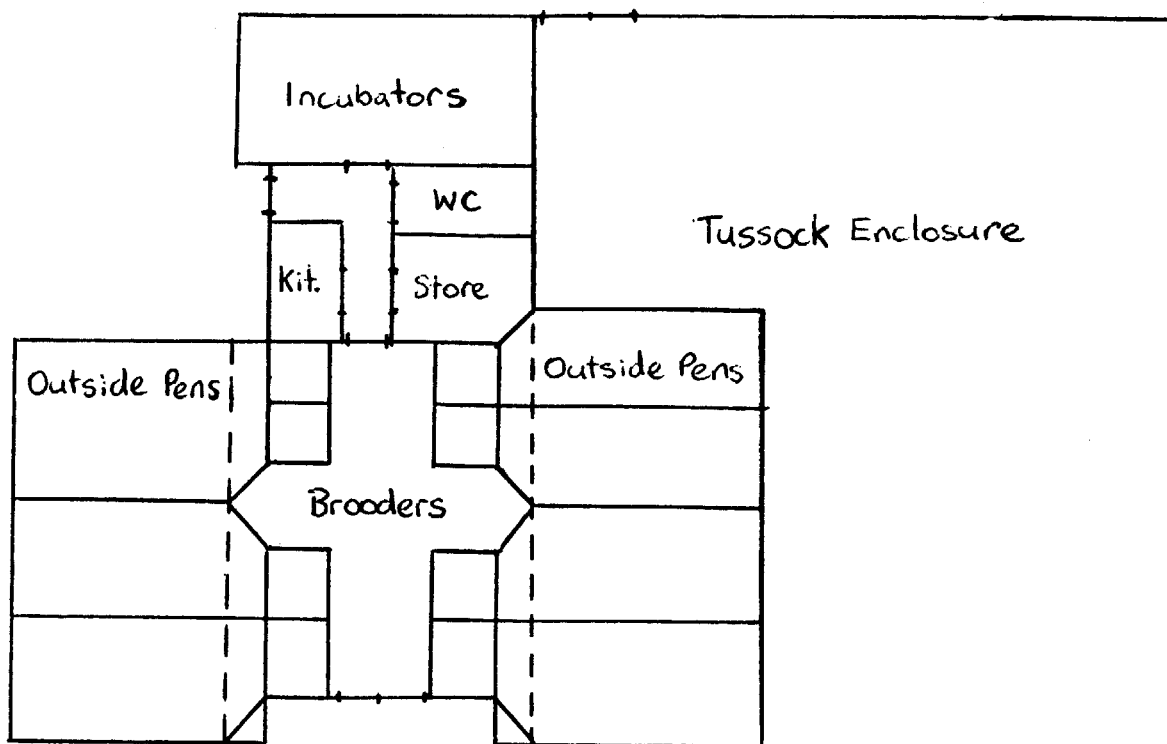 Incubators
WC
Tussock Enclosure
Kit.
Store
Outside Pens
Outside Pens
Brooders